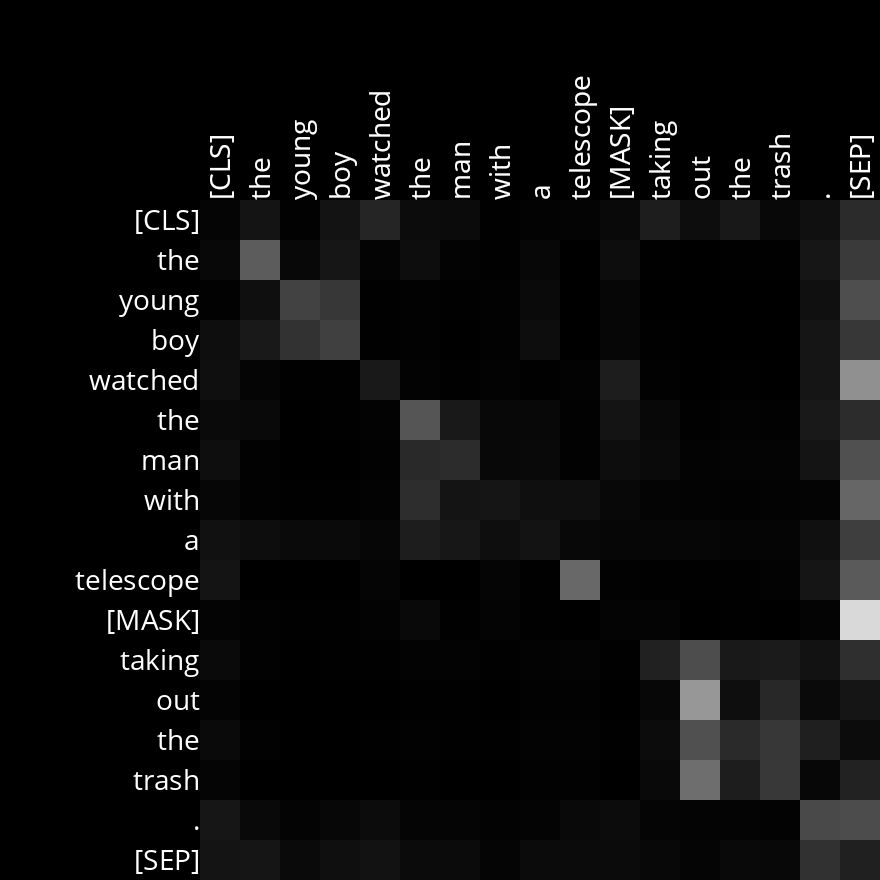 [CLS] the young boy watched the man with a telescope [MASK] taking out the trash . [SEP]
[CLS]
the
young
boy
watched
the
man
with
a
telescope
[MASK]
taking
out
the
trash
.
[SEP]